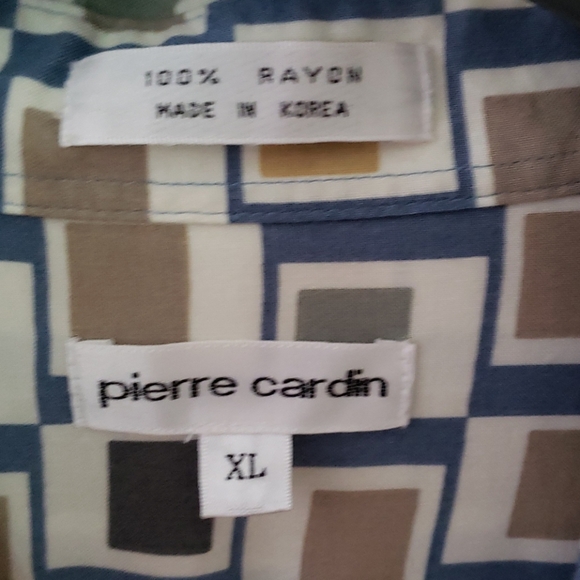 100% RAYON
MADE IN KOREA
pierre cardin
XL